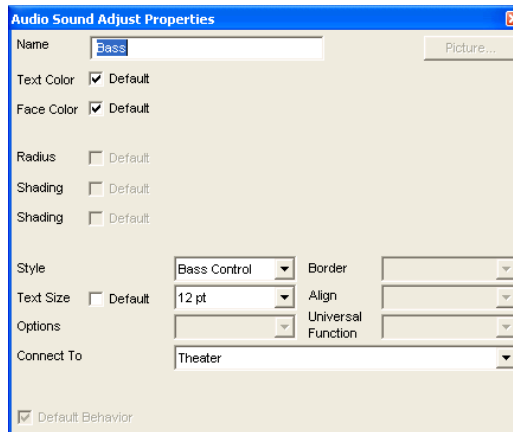 Audio Sound Adjust Properties
Name Bass Picture...
Text Color Default
Face Color Default
Radius Default
Shading Default
Shading Default
Style Bass Control Border
Text Size Default 12 pt Align
Options Universal
Function
Connect To Theater
Default Behavior